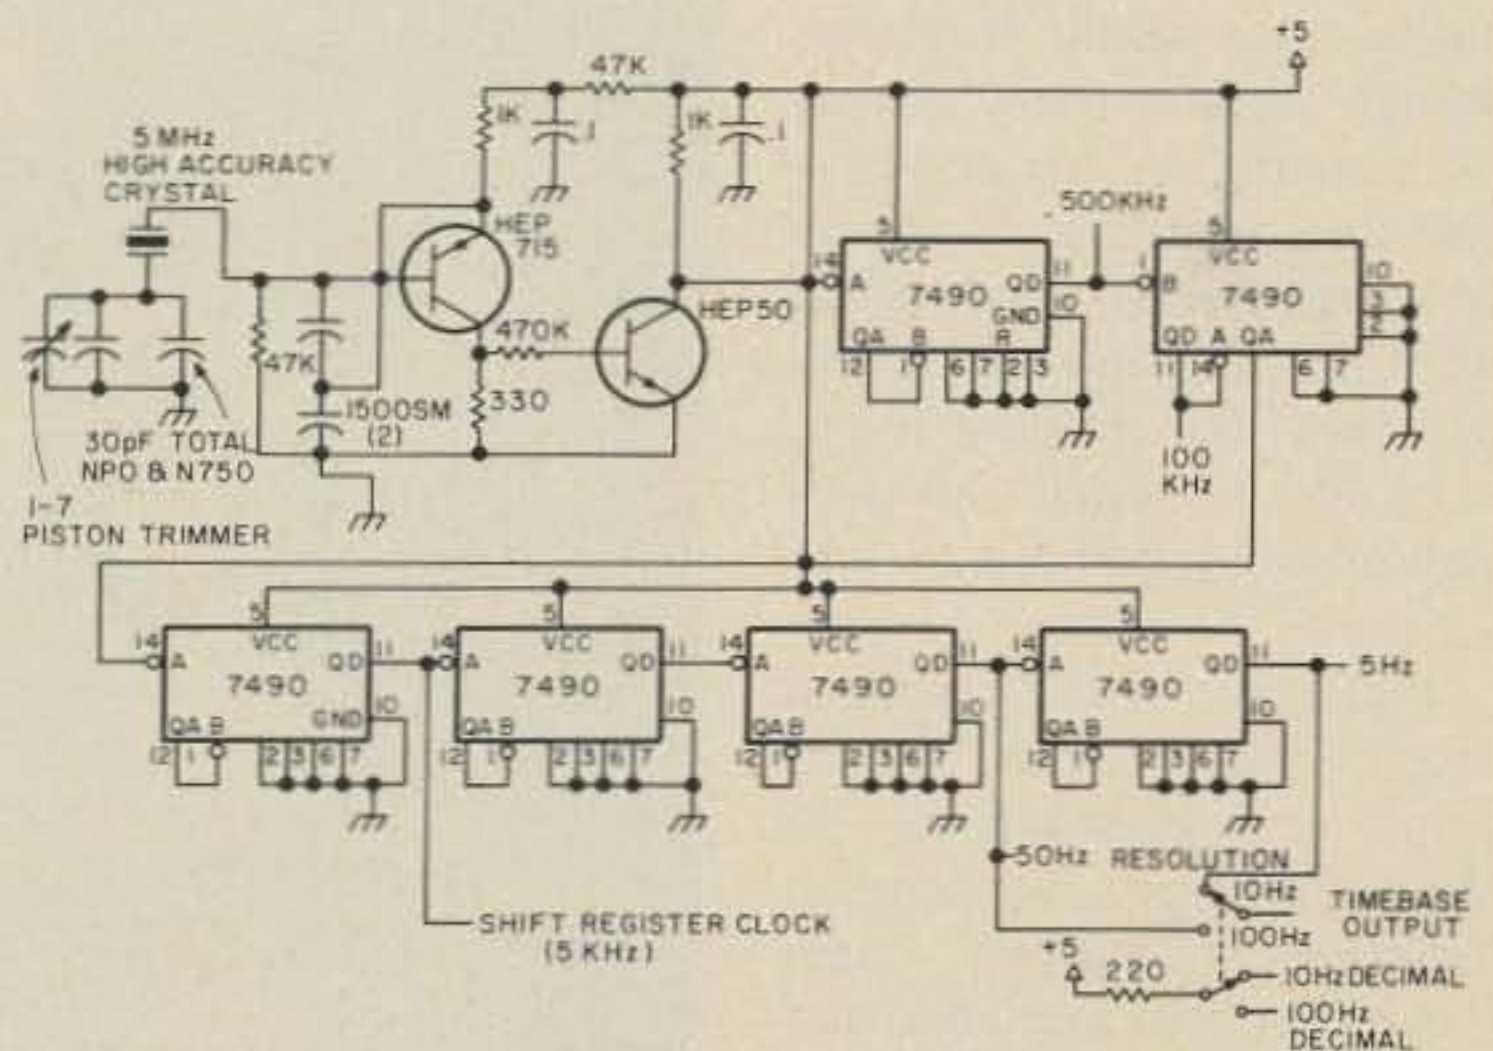 +5
47K
1K
.1
1K
.1
5 MHz
HIGH ACCURACY
CRYSTAL
HEP
715
.500KHz
5
VCC
14
A
7490
QD
11
GND
10
QA
B
R
12
1
6
7
2
3
5
VCC
1
B
7490
10
3
2
QD
A
QA
11
14
6
7
100
KHz
HEP50
470K
47K
330
1500SM
(2)
30pF TOTAL
NPO & N750
1-7
PISTON TRIMMER
5
14
VCC
A
QD
11
7490
GND
10
QA B
12
1
2
3
6
7
5
14
VCC
A
QD
11
7490
10
QA B
12
1
2
3
6
7
5
14
VCC
A
QD
11
7490
10
QA B
12
1
2
3
6
7
5
14
VCC
A
QD
11
7490
10
QA B
12
1
2
3
6
7
5Hz
50Hz
RESOLUTION
10Hz
TIMEBASE
OUTPUT
100Hz
SHIFT REGISTER CLOCK
(5 KHz)
+5
220
10Hz DECIMAL
100Hz
DECIMAL